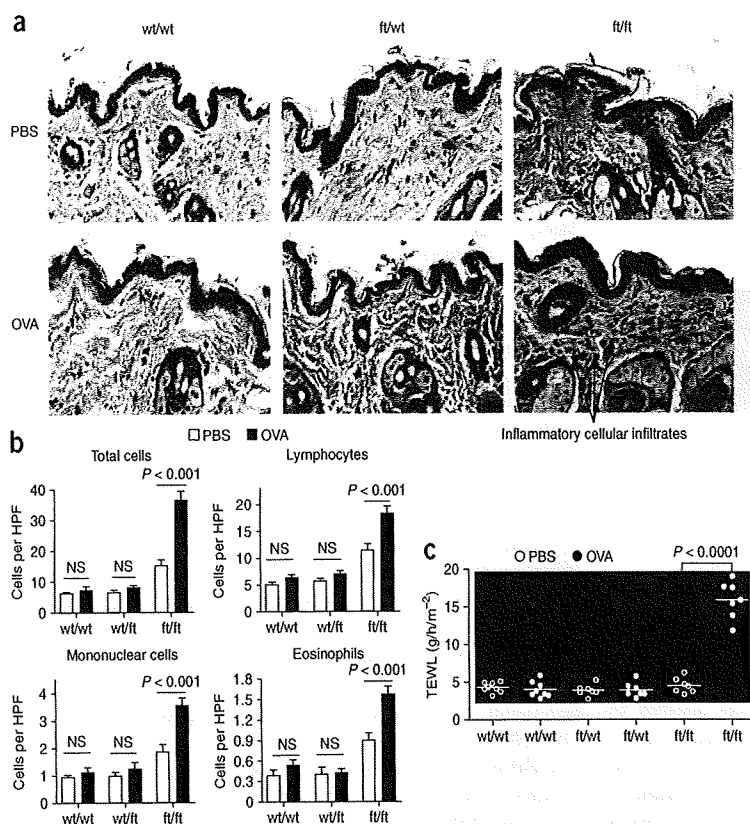 a
wt/wt ft/wt ft/ft
PBS
OVA
Inflammatory cellular infiltrates
b
PBS OVA
Total cells
P < 0.001
Cells per HPF
40
30
20
10
0
NS NS
wt/wt wt/ft ft/ft
Lymphocytes
P < 0.001
Cells per HPF
20
15
10
5
0
NS NS
wt/wt wt/ft ft/ft
Mononuclear cells
P < 0.001
Cells per HPF
4
3
2
1
0
NS NS
wt/wt wt/ft ft/ft
Eosinophils
P < 0.001
Cells per HPF
1.8
1.5
1.2
0.9
0.6
0.3
0
NS NS
wt/wt wt/ft ft/ft
c
PBS OVA
P < 0.0001
TEWL (g/h/m⁻²)
20
15
10
5
0
wt/wt wt/wt ft/wt ft/wt ft/ft ft/ft